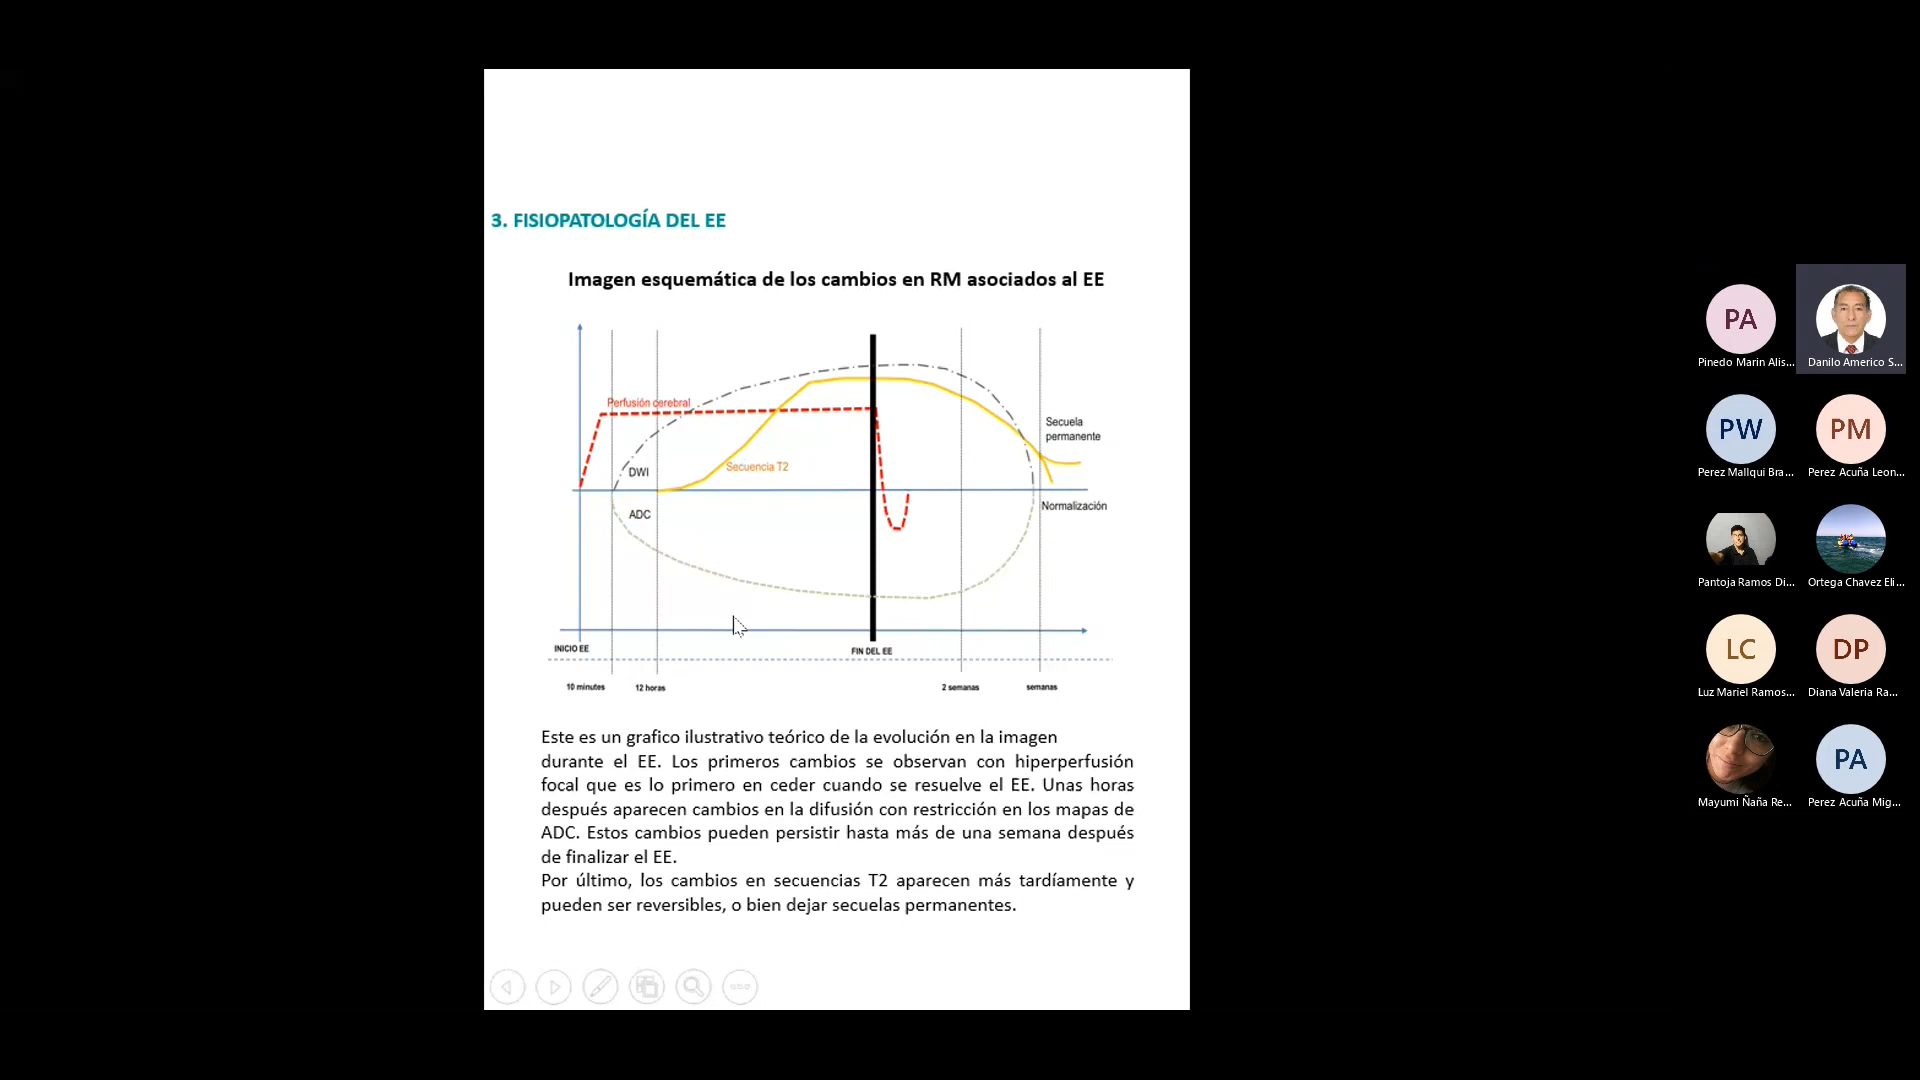 3. FISIOPATOLOGÍA DEL EE
Imagen esquemática de los cambios en RM asociados al EE
Perfusión cerebral
Secuela
permanente
Secuencia T2
DWI
Normalización
ADC
INICIO EE
FIN DEL EE
10 minutes
12 horas
2 semanas
semanas
Este es un grafico ilustrativo teórico de la evolución en la imagen
durante el EE. Los primeros cambios se observan con hiperperfusión
focal que es lo primero en ceder cuando se resuelve el EE. Unas horas
después aparecen cambios en la difusión con restricción en los mapas de
ADC. Estos cambios pueden persistir hasta más de una semana después
de finalizar el EE.
Por último, los cambios en secuencias T2 aparecen más tardíamente y
pueden ser reversibles, o bien dejar secuelas permanentes.
PA
Pinedo Marin Alis...
Danilo Americo S...
PW
PM
Perez Mallqui Bra...
Perez Acuña Leon...
Pantoja Ramos Di...
Ortega Chavez Eli...
LC
DP
Luz Mariel Ramos...
Diana Valeria Ra...
PA
Mayumi Ñaña Re...
Perez Acuña Mig...